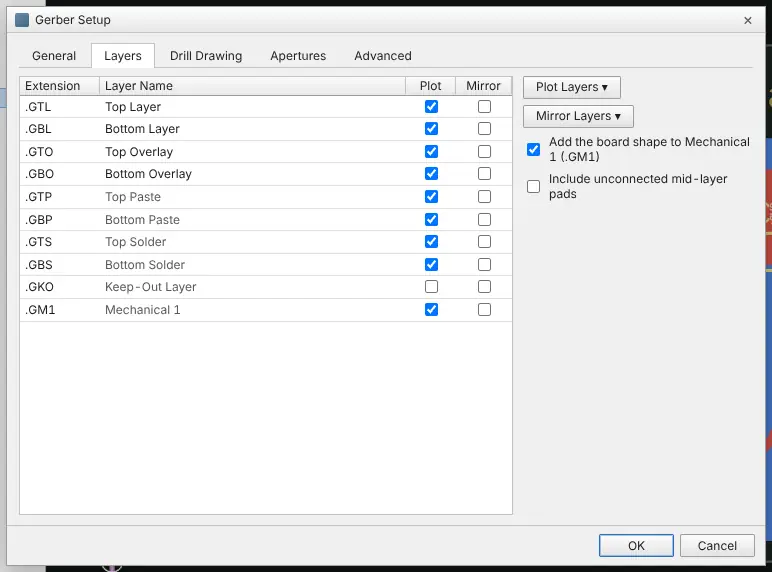 Gerber Setup
General Layers Drill Drawing Apertures Advanced
Extension Layer Name Plot Mirror
.GTL Top Layer
.GBL Bottom Layer
.GTO Top Overlay
.GBO Bottom Overlay
.GTP Top Paste
.GBP Bottom Paste
.GTS Top Solder
.GBS Bottom Solder
.GKO Keep-Out Layer
.GM1 Mechanical 1
Plot Layers ▾
Mirror Layers ▾
Add the board shape to Mechanical
1 (.GM1)
Include unconnected mid-layer
pads
OK Cancel